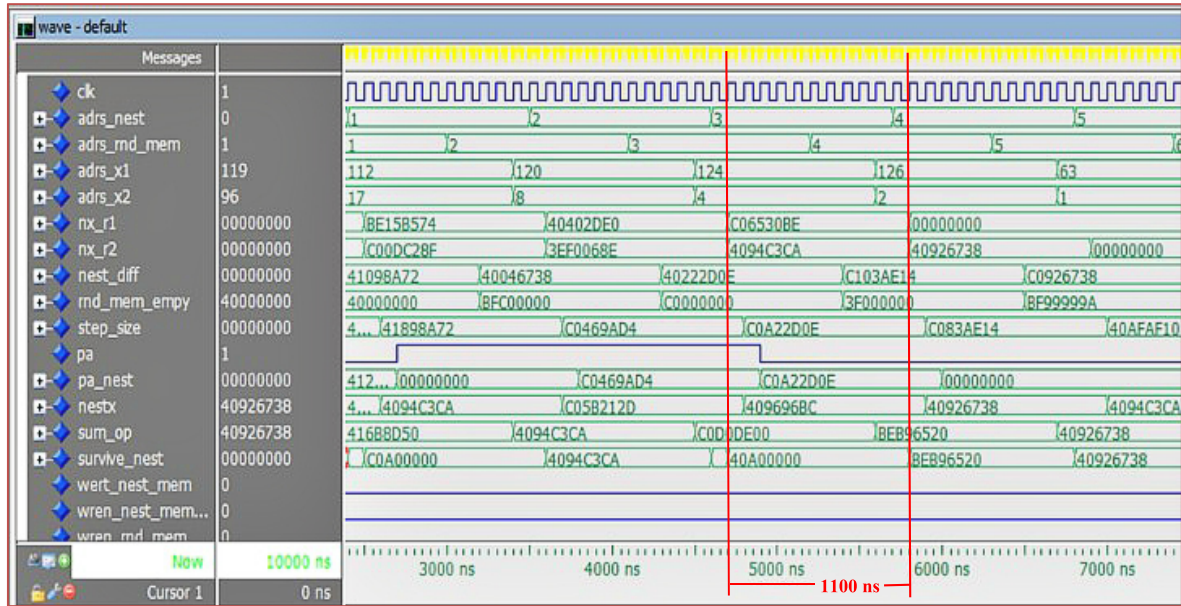 wave - default
Messages
clk 1
adrs_nest 0 1 2 3 4 5
adrs_rnd_mem 1 1 2 3 4 5 6
adrs_x1 119 112 120 124 126 63
adrs_x2 96 17 8 4 2 1
nx_r1 00000000 BE15B574 40402DE0 C06530BE 00000000
nx_r2 00000000 C00DC28F 3EF0068E 4094C3CA 40926738 00000000
nest_diff 00000000 41098A72 40046738 40222D0E C103AE14 C0926738
rnd_mem_empy 40000000 40000000 BFC00000 C0000000 3F000000 BF99999A
step_size 00000000 4... 41898A72 C0469AD4 C0A22D0E C083AE14 40AFAF10
pa 1
pa_nest 00000000 412... 00000000 C0469AD4 C0A22D0E 00000000
nestx 40926738 4... 4094C3CA C05B212D 409696BC 40926738 4094C3CA
sum_op 40926738 416B8D50 4094C3CA C0D0DE00 BEB96520 40926738
survive_nest 00000000 C0A00000 4094C3CA 40A00000 BEB96520 40926738
wert_nest_mem 0
wren_nest_mem... 0
wren_rnd_mem 0
Now 10000 ns 3000 ns 4000 ns 5000 ns 6000 ns 7000 ns
Cursor 1 0 ns 1100 ns